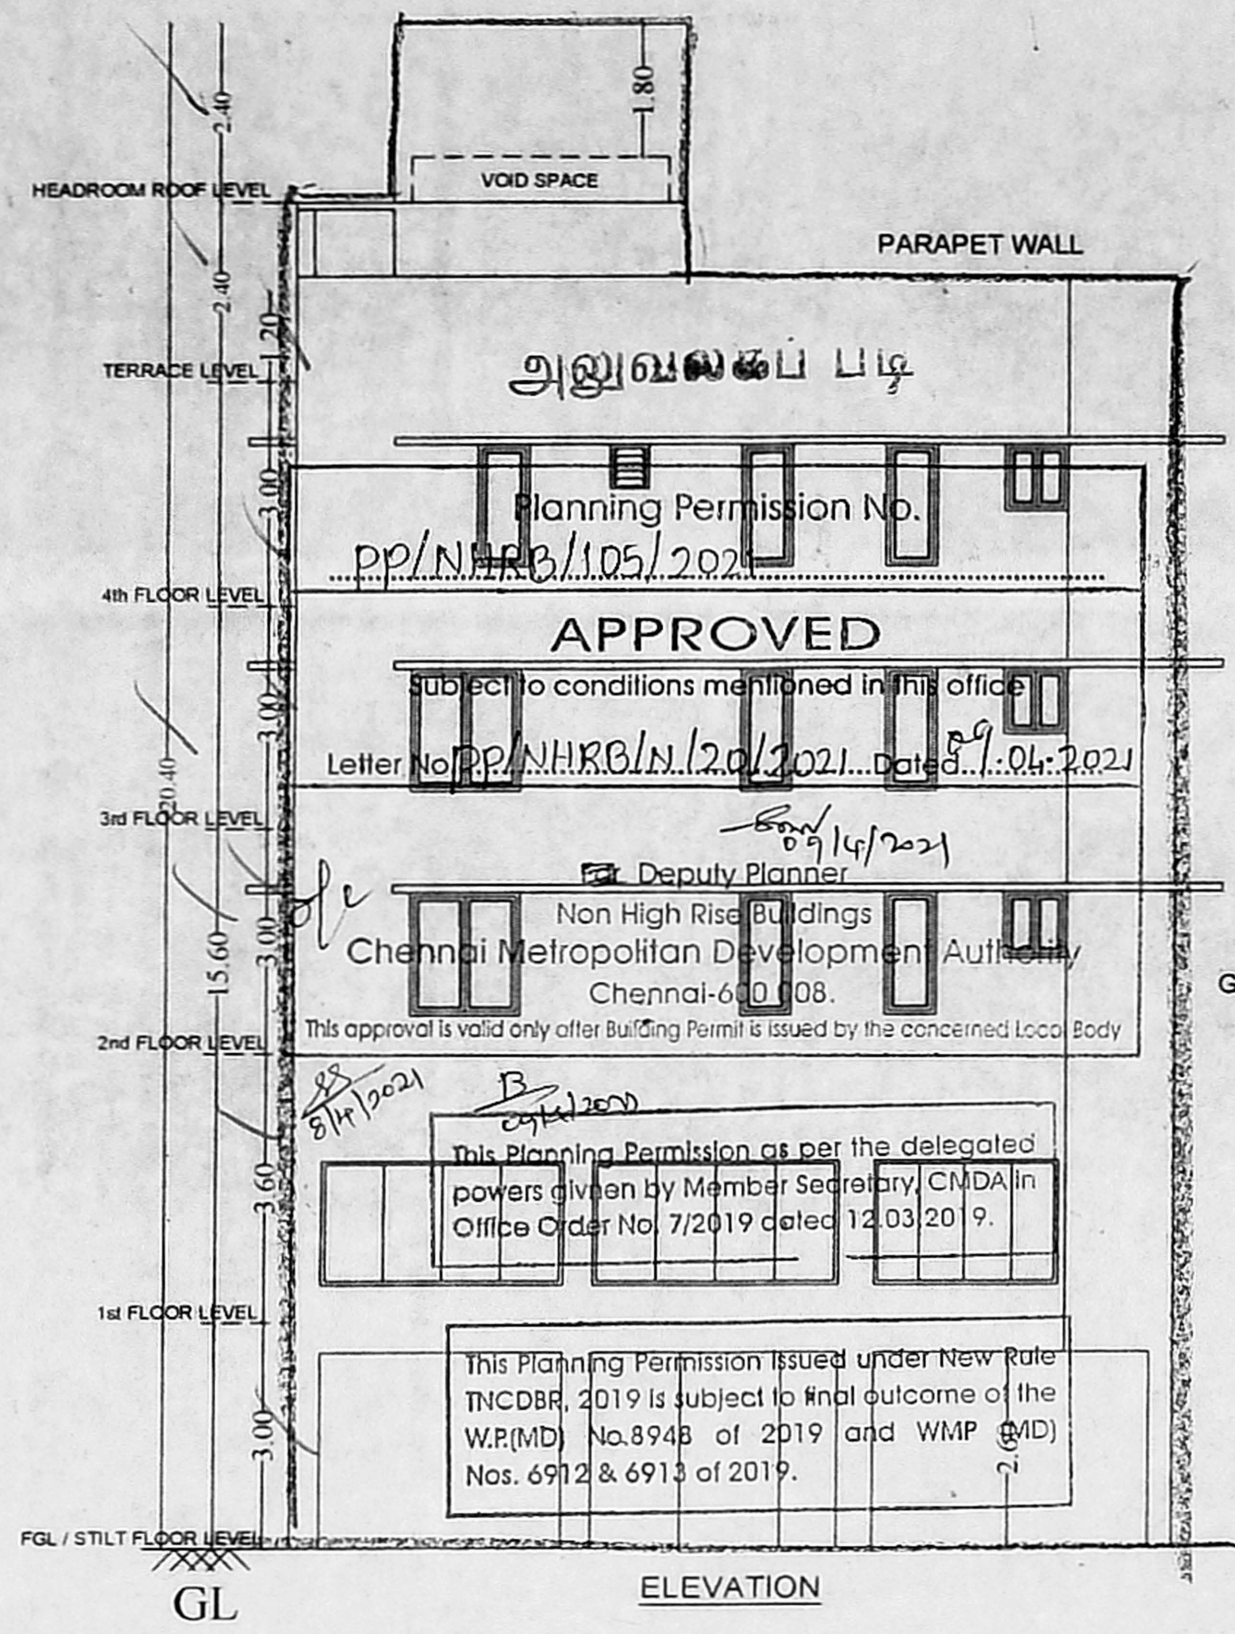 2.40
1.80
VOID SPACE
HEADROOM ROOF LEVEL
PARAPET WALL
2.40
1.20
TERRACE LEVEL
அலுவலகப் படி
3.00
Planning Permission No.
PP/NHRB/105/2021
4th FLOOR LEVEL
APPROVED
Subject to conditions mentioned in this office
3.00
Letter No PP/NHRB/N/20/2021 Dated 09/.04.2021
20.40
3rd FLOOR LEVEL
09/4/2021
For Deputy Planner
Non High Rise Buildings
3.00
15.60
Chennai Metropolitan Development Authority
G
Chennai-600 008.
This approval is valid only after Building Permit is issued by the concerned Local Body
2nd FLOOR LEVEL
8/4/2021
This Planning Permission as per the delegated
powers givnen by Member Secretary, CMDA in
Office Order No. 7/2019 dated 12.03.2019.
3.60
1st FLOOR LEVEL
This Planning Permission issued under New Rule
TNCDBR, 2019 is subject to final outcome of the
W.P.(MD) No.8948 of 2019 and WMP (MD)
Nos. 6912 & 6913 of 2019.
3.00
FGL / STILT FLOOR LEVEL
GL
ELEVATION